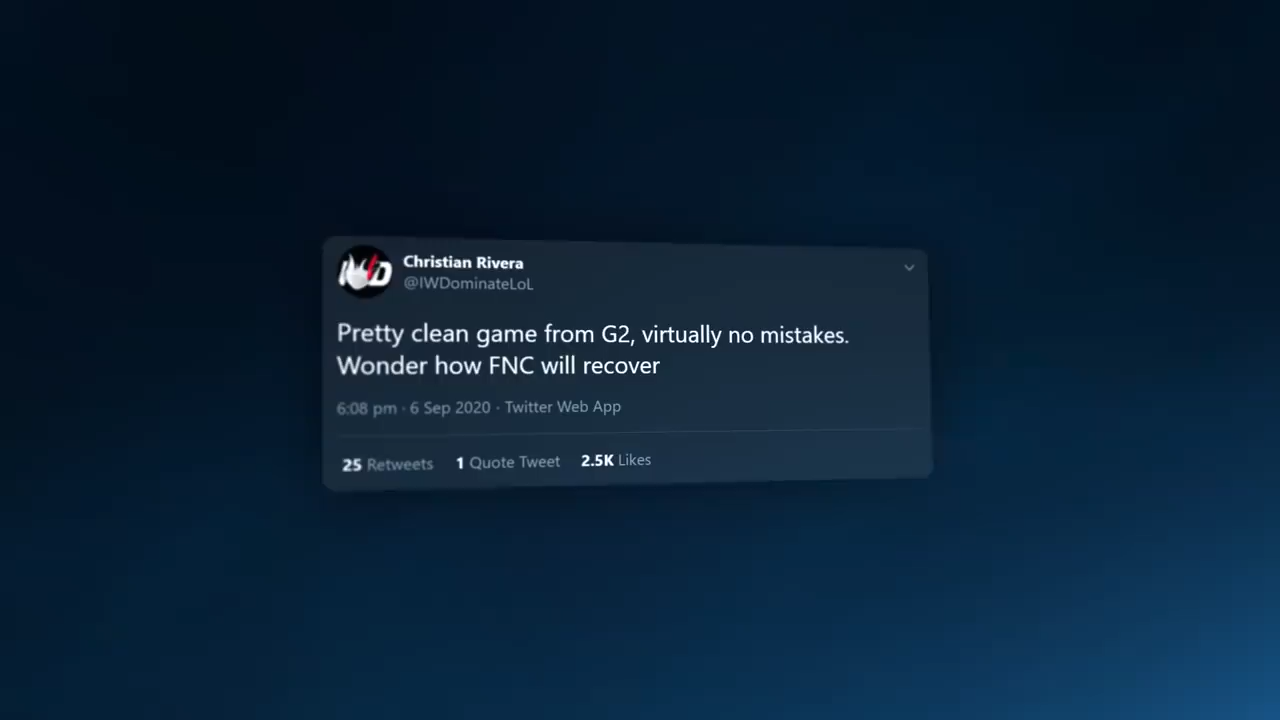 IWD
Christian Rivera
@IWDominateLoL
Pretty clean game from G2, virtually no mistakes.
Wonder how FNC will recover
6:08 pm · 6 Sep 2020 · Twitter Web App
25 Retweets 1 Quote Tweet 2.5K Likes